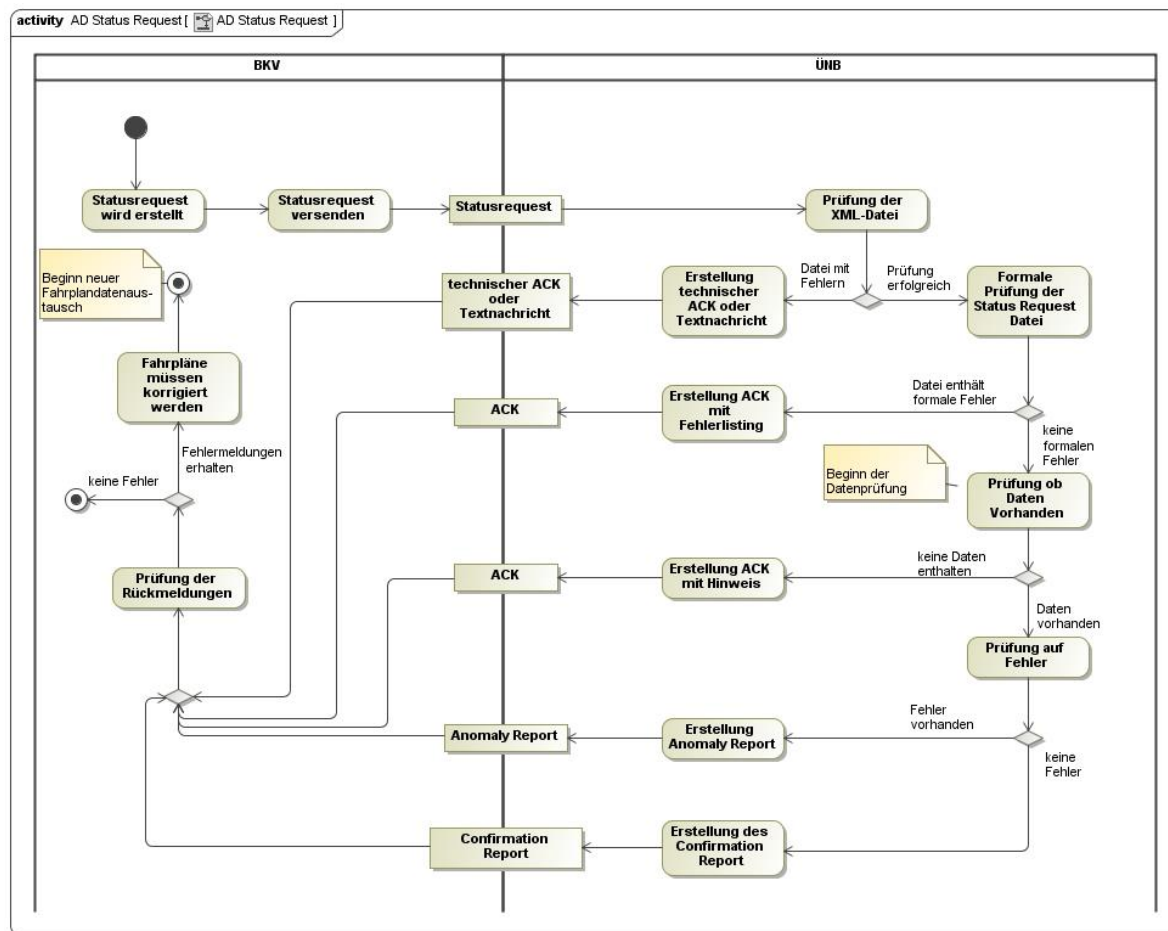 activity AD Status Request [ AD Status Request ]
BKV
ÜNB
Statusrequest
wird erstellt
Statusrequest
versenden
Statusrequest
Prüfung der
XML-Datei
Beginn neuer
Fahrplandatenaus-
tausch
technischer ACK
oder
Textnachricht
Erstellung
technischer
ACK oder
Textnachricht
Datei mit
Fehlern
Prüfung
erfolgreich
Formale
Prüfung der
Status Request
Datei
Fahrpläne
müssen
korrigiert
werden
ACK
Erstellung ACK
mit
Fehlerlisting
Datei enthält
formale Fehler
keine
formalen
Fehler
Fehlermeldungen
erhalten
keine Fehler
Beginn der
Datenprüfung
Prüfung ob
Daten
Vorhanden
Prüfung der
Rückmeldungen
ACK
Erstellung ACK
mit Hinweis
keine Daten
enthalten
Daten
vorhanden
Prüfung auf
Fehler
Anomaly Report
Erstellung
Anomaly Report
Fehler
vorhanden
keine
Fehler
Confirmation
Report
Erstellung des
Confirmation
Report